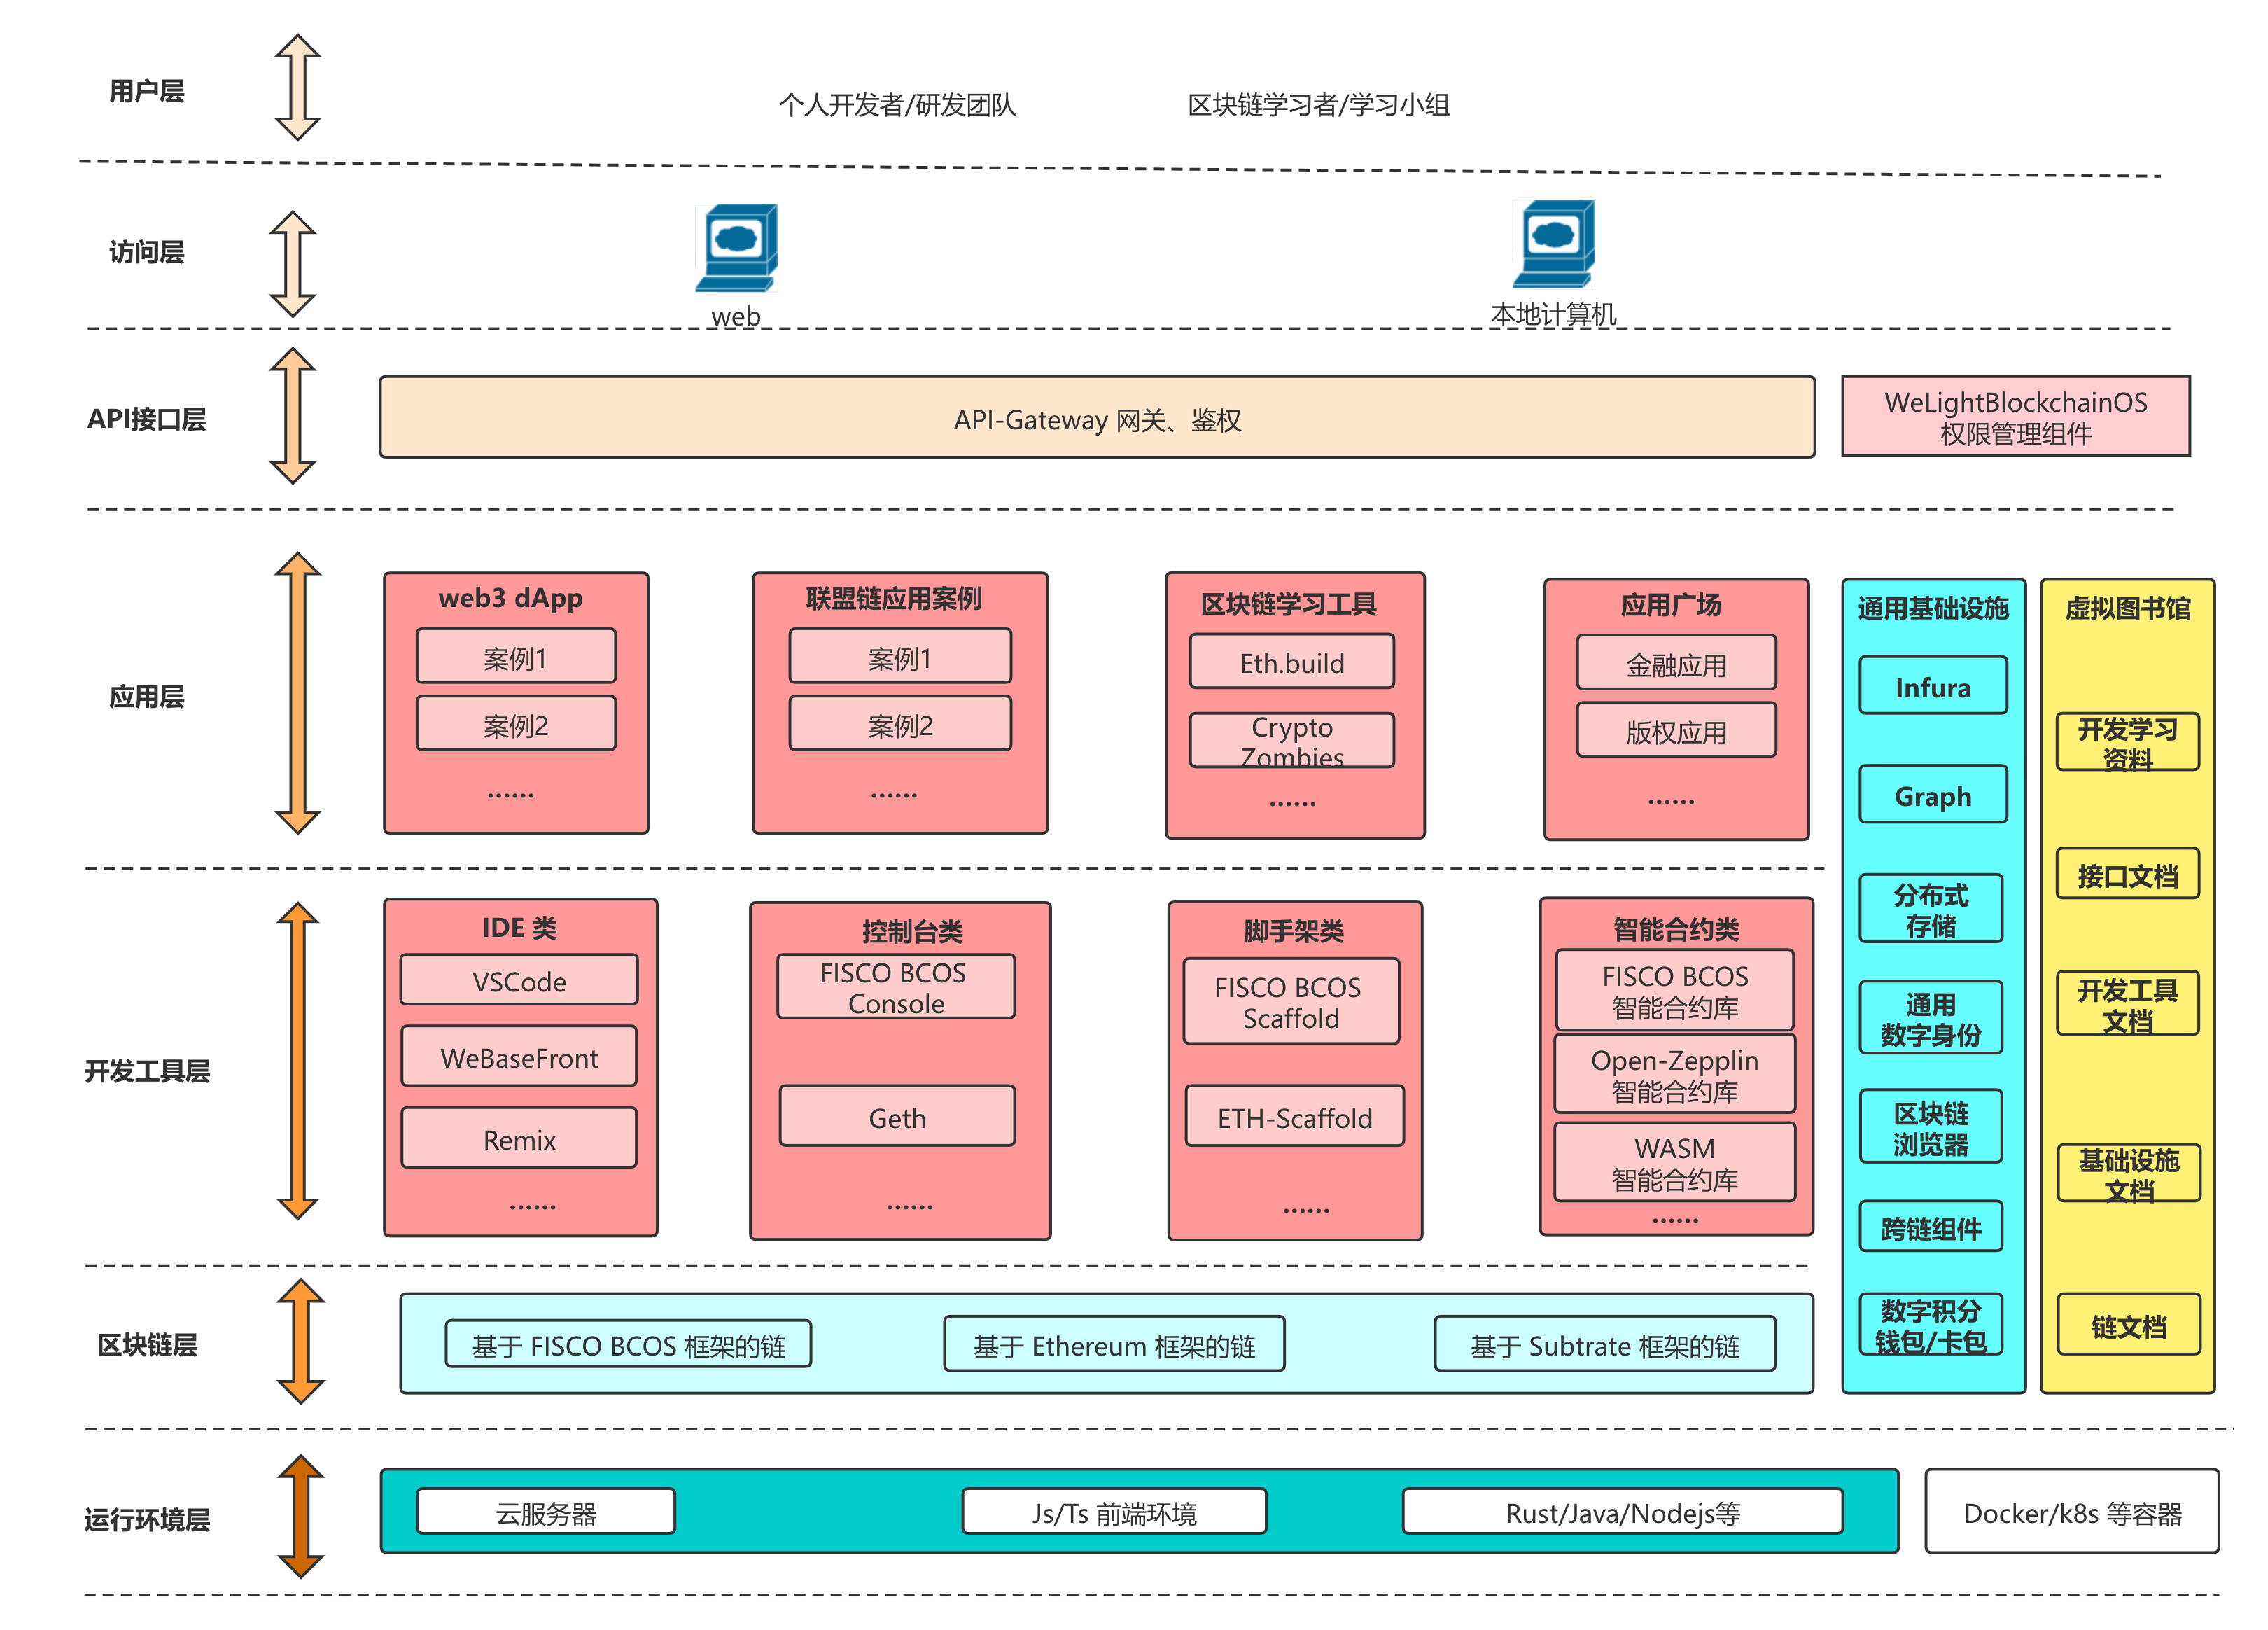 用户层
个人开发者/研发团队
区块链学习者/学习小组
访问层
web
本地计算机
API接口层
API-Gateway 网关、鉴权
WeLightBlockchainOS
权限管理组件
应用层
web3 dApp
案例1
案例2
......
联盟链应用案例
案例1
案例2
......
区块链学习工具
Eth.build
Crypto
Zombies
......
应用广场
金融应用
版权应用
......
开发工具层
IDE 类
VSCode
WeBaseFront
Remix
......
控制台类
FISCO BCOS
Console
Geth
......
脚手架类
FISCO BCOS
Scaffold
ETH-Scaffold
......
智能合约类
FISCO BCOS
智能合约库
Open-Zepplin
智能合约库
WASM
智能合约库
......
通用基础设施
Infura
Graph
分布式
存储
通用
数字身份
区块链
浏览器
跨链组件
数字积分
钱包/卡包
虚拟图书馆
开发学习
资料
接口文档
开发工具
文档
基础设施
文档
链文档
区块链层
基于 FISCO BCOS 框架的链
基于 Ethereum 框架的链
基于 Subtrate 框架的链
运行环境层
云服务器
Js/Ts 前端环境
Rust/Java/Nodejs等
Docker/k8s 等容器